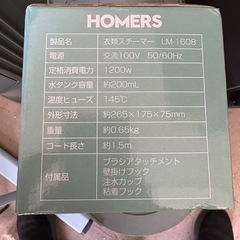 HOMERS
製品名 衣類スチーマー LM-1608
電源 交流100V 50/60Hz
定格消費電力 1200w
水タンク容量 約200mL
温度ヒューズ 145℃
外形寸法 約265×175×75mm
重量 約0.65kg
コード長さ 約1.5m
付属品 ブラシアタッチメント
壁掛けフック
注水カップ
粘着フック